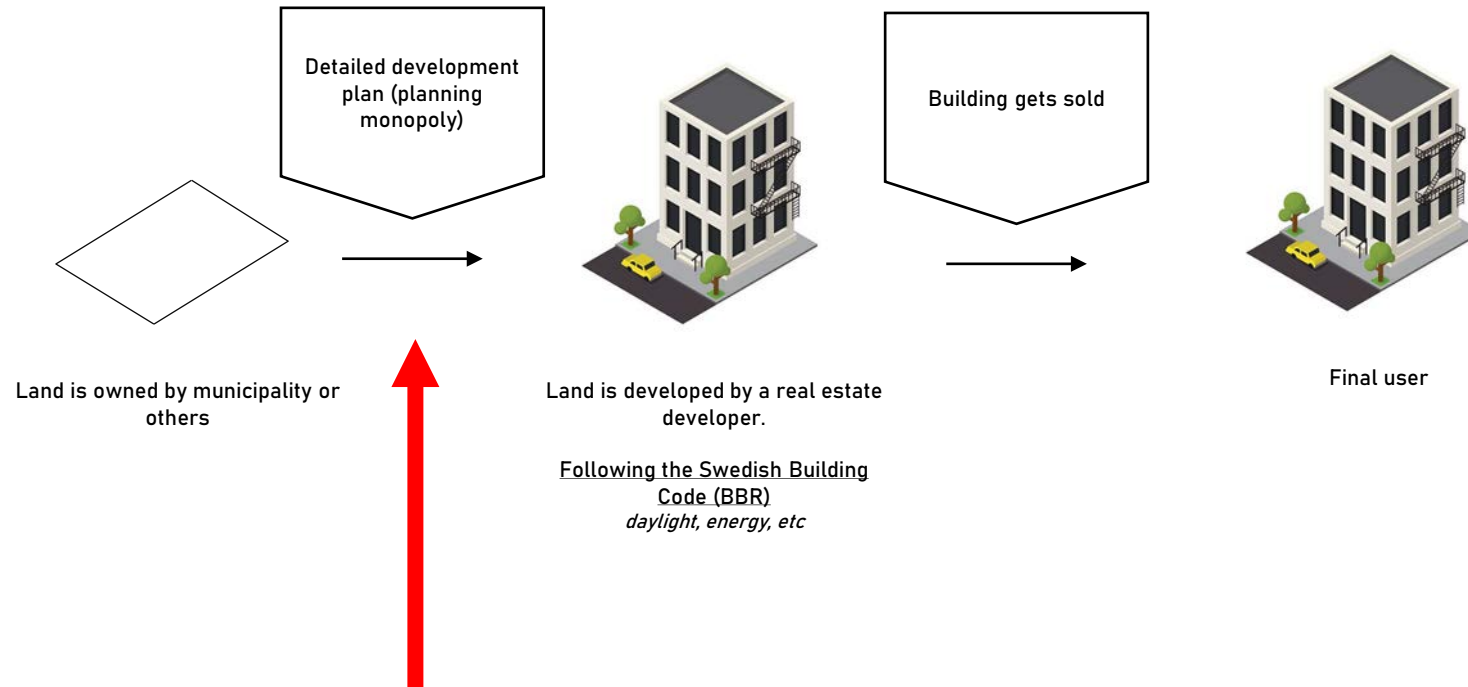 Detailed development
plan (planning
monopoly)
Building gets sold
Land is owned by municipality or
others
Land is developed by a real estate
developer.
Following the Swedish Building
Code (BBR)
daylight, energy, etc
Final user